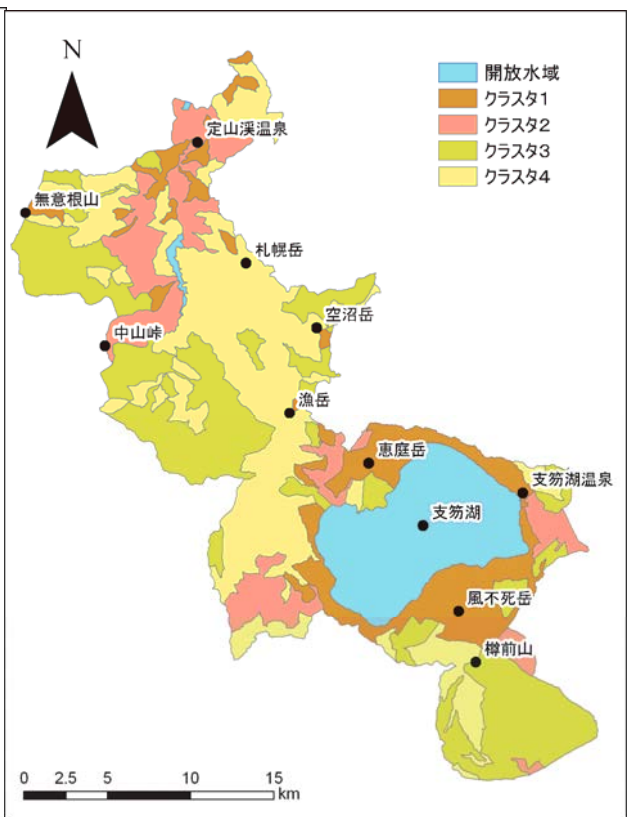 N
開放水域
クラスタ1
クラスタ2
クラスタ3
クラスタ4
定山渓温泉
無意根山
札幌岳
空沼岳
中山峠
漁岳
恵庭岳
支笏湖温泉
支笏湖
風不死岳
樽前山
0 2.5 5 10 15
km